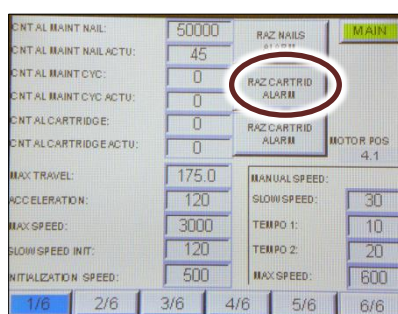 CNT AL MAINT NAIL: 50000 RAZ NAILS ALARM MAIN
CNT AL MAINT NAIL ACTU: 45
CNT AL MAINT CYC: 0 RAZ CARTRID ALARM
CNT AL MAINT CYC ACTU: 0
CNT AL CARTRIDGE: 0 RAZ CARTRID ALARM
CNT AL CARTRIDGE ACTU: 0 MOTOR POS
4.1
MAX TRAVEL: 175.0 MANUAL SPEED:
ACCELERATION: 120 SLOW SPEED: 30
MAX SPEED: 3000 TEMPO 1: 10
SLOW SPEED INIT: 120 TEMPO 2: 20
INITIALIZATION SPEED: 500 MAX SPEED: 600
1/6 2/6 3/6 4/6 5/6 6/6